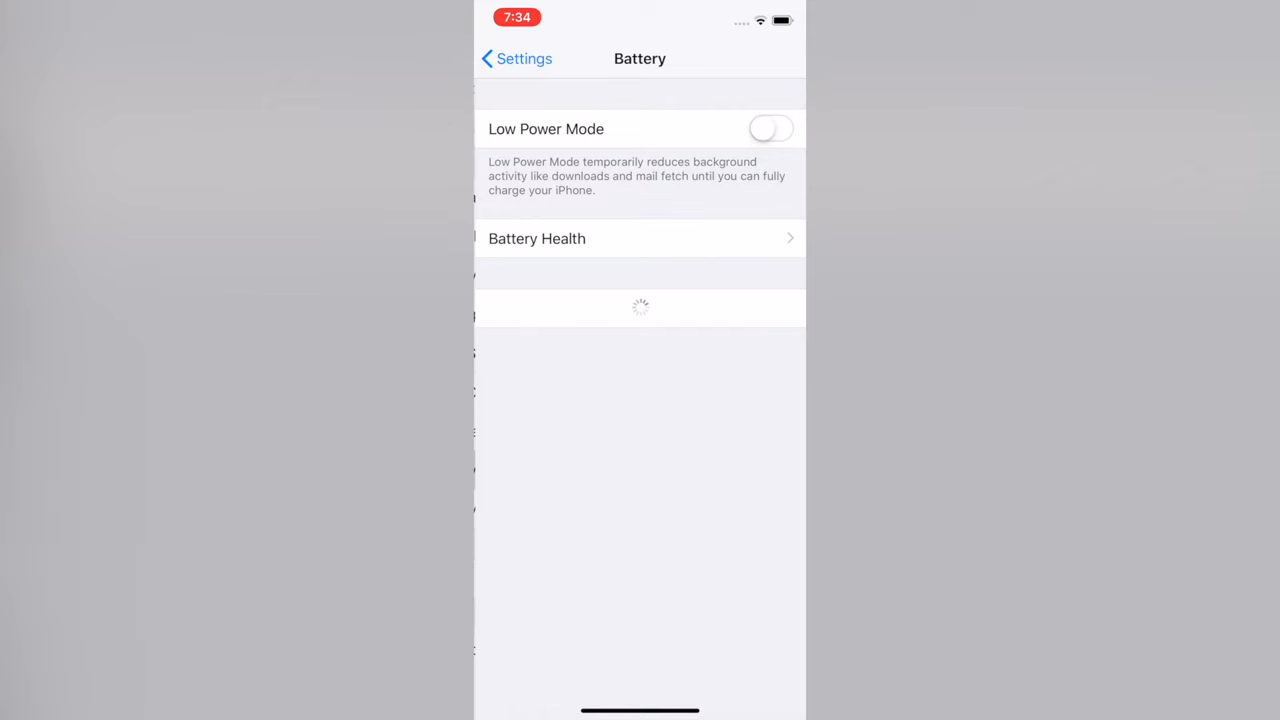 7:34
Settings
Battery
Low Power Mode
Low Power Mode temporarily reduces background
activity like downloads and mail fetch until you can fully
charge your iPhone.
Battery Health